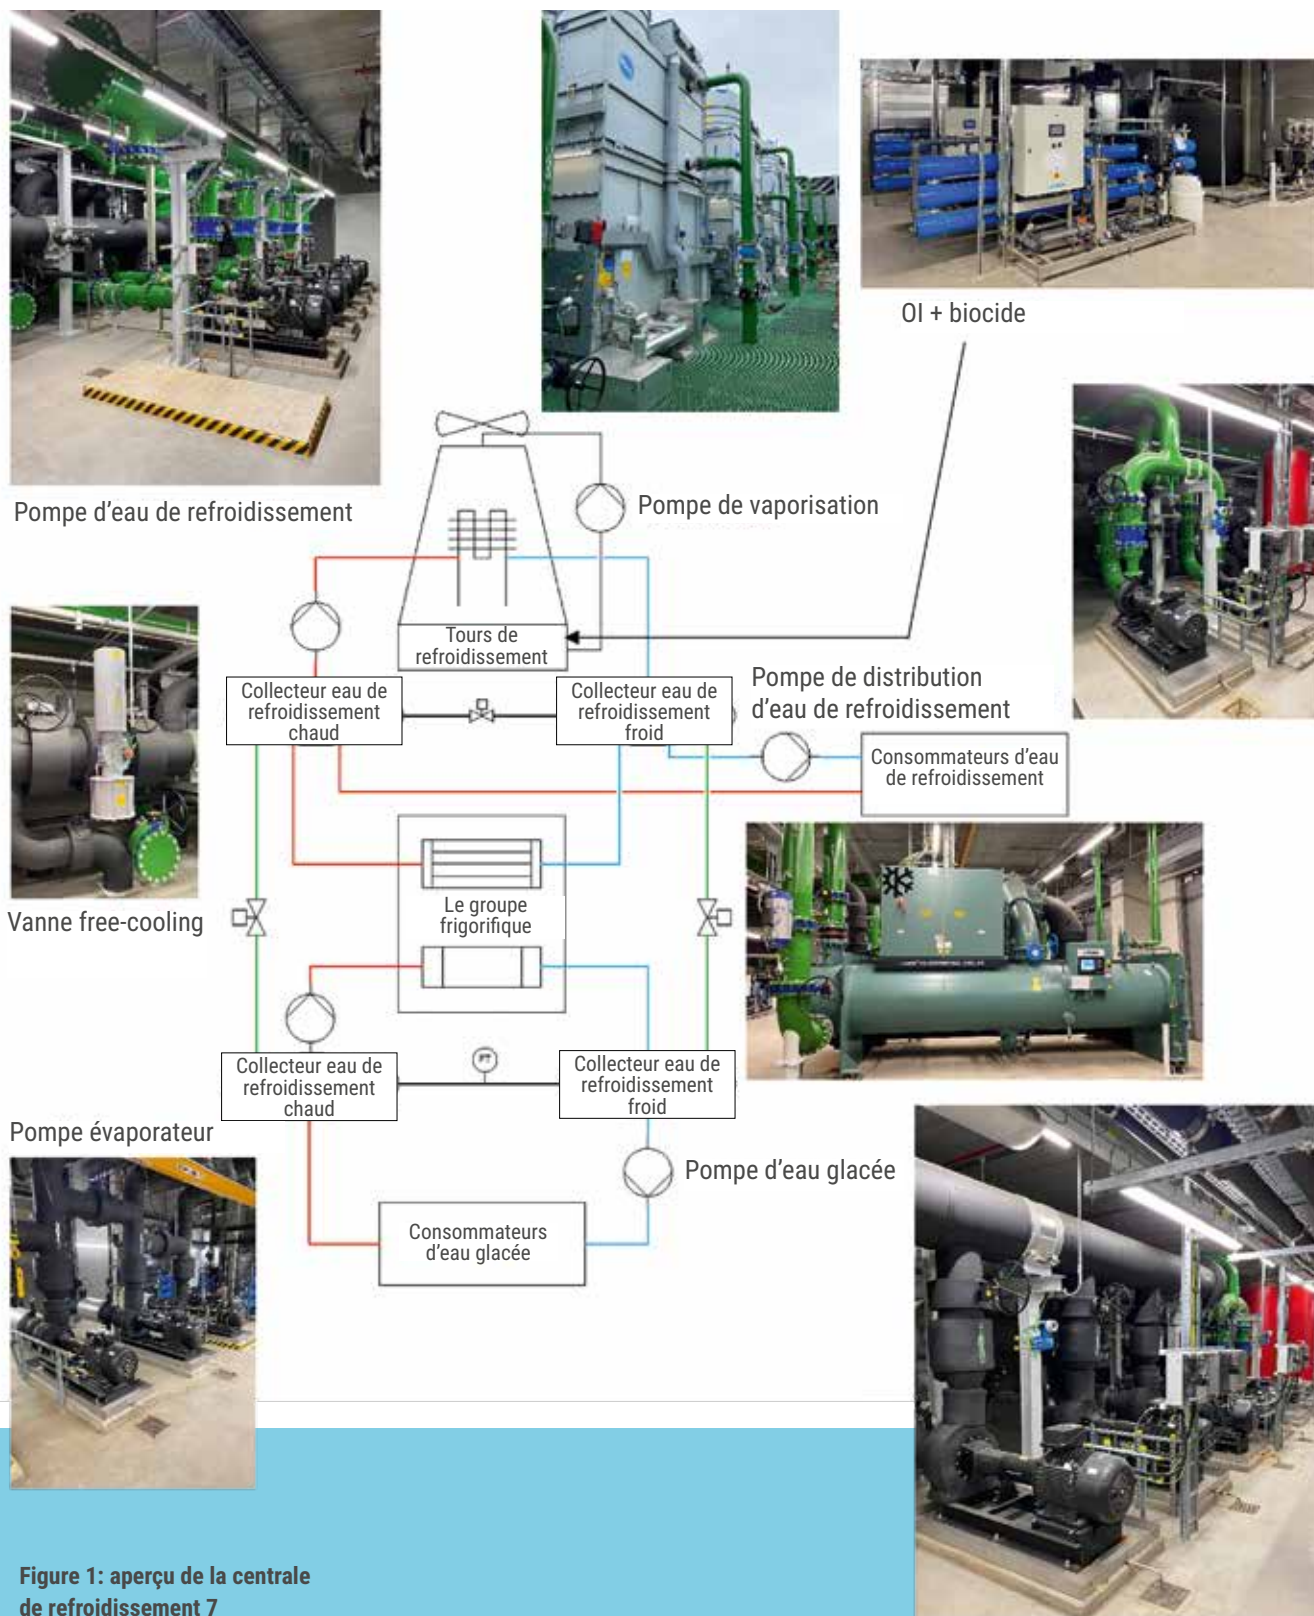 OI + biocide
Pompe d'eau de refroidissement
Pompe de vaporisation
Tours de
refroidissement
Collecteur eau de
refroidissement
chaud
Collecteur eau de
refroidissement
froid
Pompe de distribution
d'eau de refroidissement
Consommateurs d'eau
de refroidissement
Vanne free-cooling
Le groupe
frigorifique
Collecteur eau de
refroidissement
chaud
PT
Collecteur eau de
refroidissement
froid
Pompe évaporateur
Pompe d'eau glacée
Consommateurs
d'eau glacée
Figure 1: aperçu de la centrale
de refroidissement 7